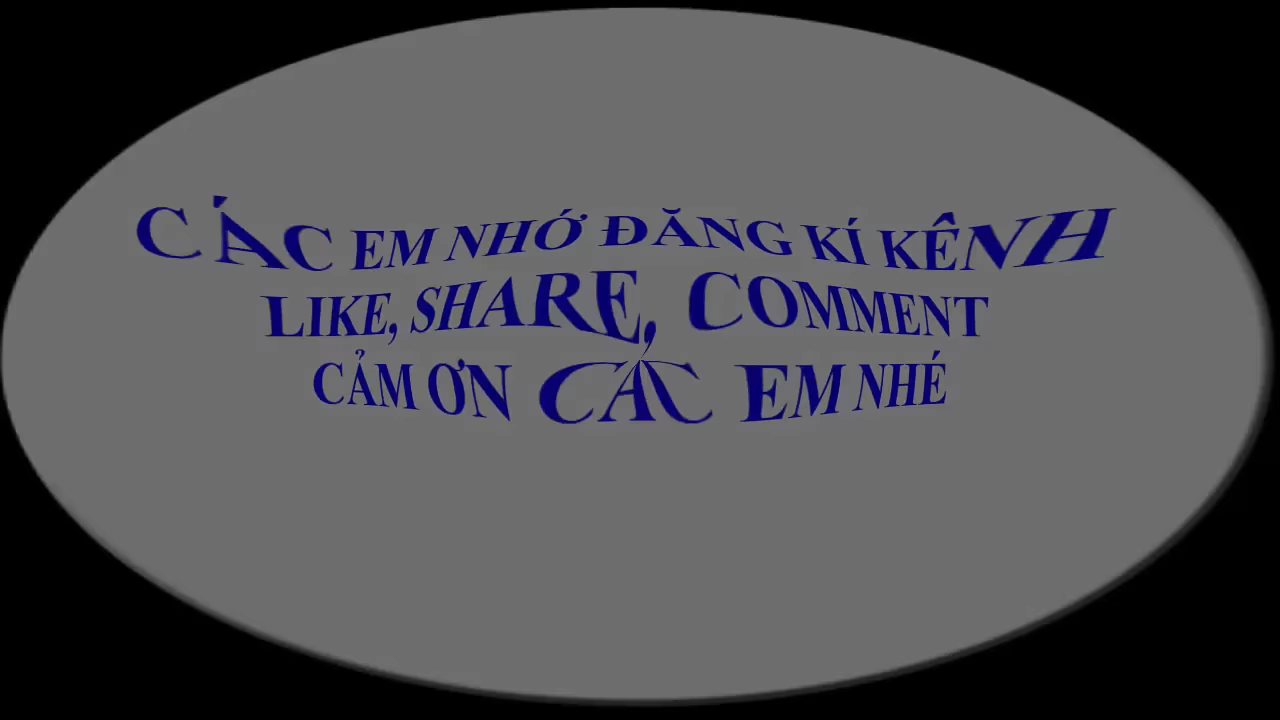 CÁC EM NHỚ ĐĂNG KÍ KÊNH
LIKE, SHARE, COMMENT
CẢM ƠN CÁC EM NHÉ